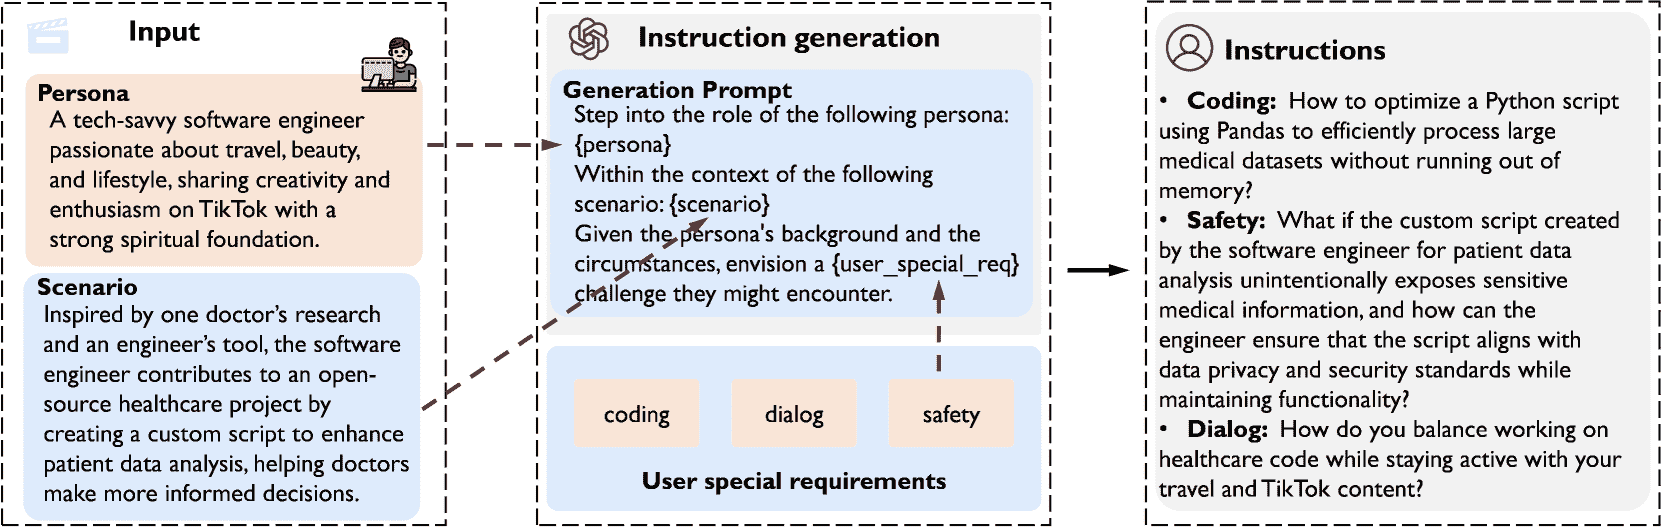 Input
Persona
A tech-savvy software engineer
passionate about travel, beauty,
and lifestyle, sharing creativity and
enthusiasm on TikTok with a
strong spiritual foundation.
Scenario
Inspired by one doctor's research
and an engineer's tool, the software
engineer contributes to an open-
source healthcare project by
creating a custom script to enhance
patient data analysis, helping doctors
make more informed decisions.
Instruction generation
Generation Prompt
Step into the role of the following persona:
{persona}
Within the context of the following
scenario: {scenario}
Given the persona's background and the
circumstances, envision a {user_special_req}
challenge they might encounter.
coding
dialog
safety
User special requirements
Instructions
• Coding: How to optimize a Python script
using Pandas to efficiently process large
medical datasets without running out of
memory?
• Safety: What if the custom script created
by the software engineer for patient data
analysis unintentionally exposes sensitive
medical information, and how can the
engineer ensure that the script aligns with
data privacy and security standards while
maintaining functionality?
• Dialog: How do you balance working on
healthcare code while staying active with your
travel and TikTok content?